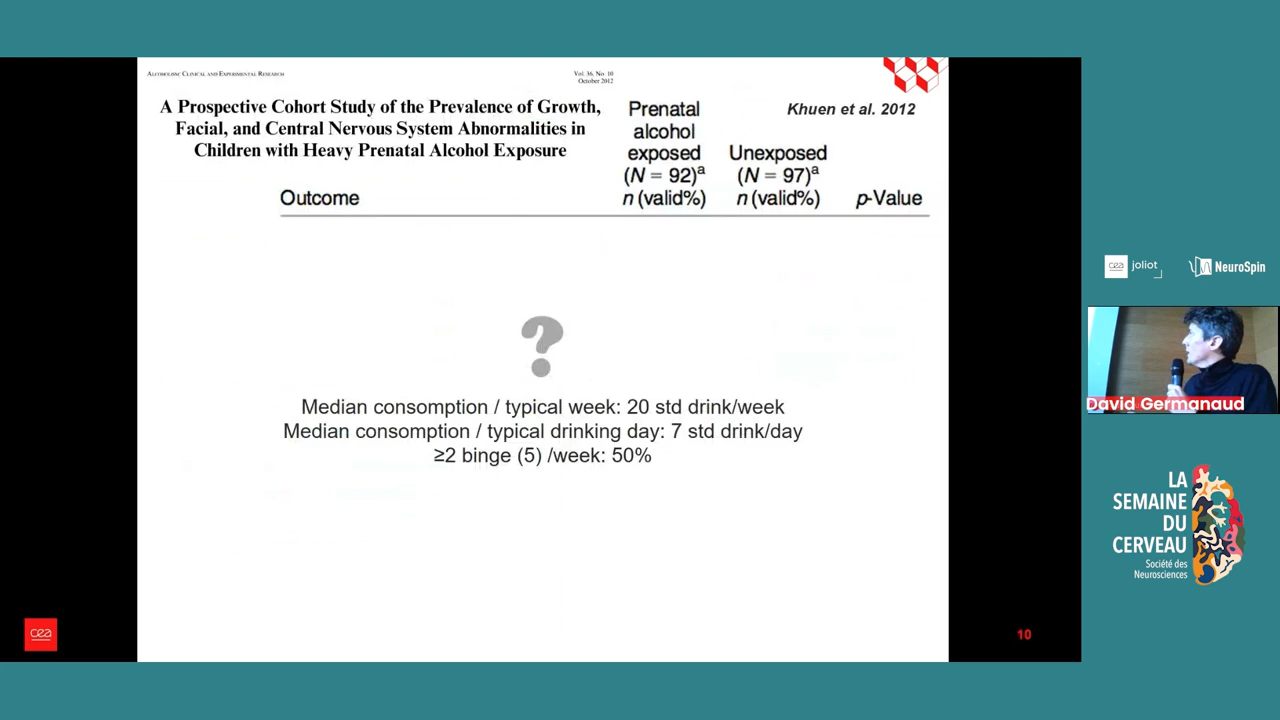 ALCOHOLISM: CLINICAL AND EXPERIMENTAL RESEARCH
Vol. 36, No. 10
October 2012
A Prospective Cohort Study of the Prevalence of Growth,
Facial, and Central Nervous System Abnormalities in
Children with Heavy Prenatal Alcohol Exposure
Khuen et al. 2012
Outcome
Prenatal
alcohol
exposed
(N = 92)a
n (valid%)
Unexposed
(N = 97)a
n (valid%)
p-Value
?
Median consomption / typical week: 20 std drink/week
Median consomption / typical drinking day: 7 std drink/day
≥2 binge (5) /week: 50%
cea
10
cea joliot
NeuroSpin
David Germanaud
LA
SEMAINE
DU
CERVEAU
Société des
Neurosciences